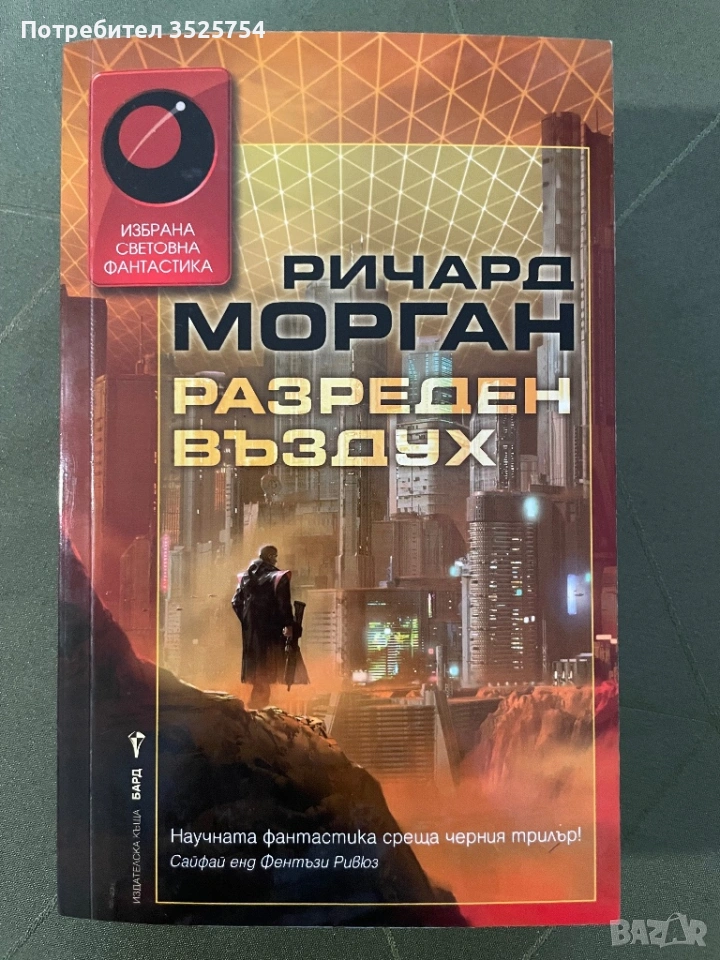 Потребител 3525754
ИЗБРАНА
СВЕТОВНА
ФАНТАСТИКА
РИЧАРД
МОРГАН
РАЗРЕДЕН
ВЪЗДУХ
ИЗДАТЕЛСКА КЪЩА БАРД
Научната фантастика среща черния трилър!
Сайфай енд Фентъзи Ривюз
BAZAR